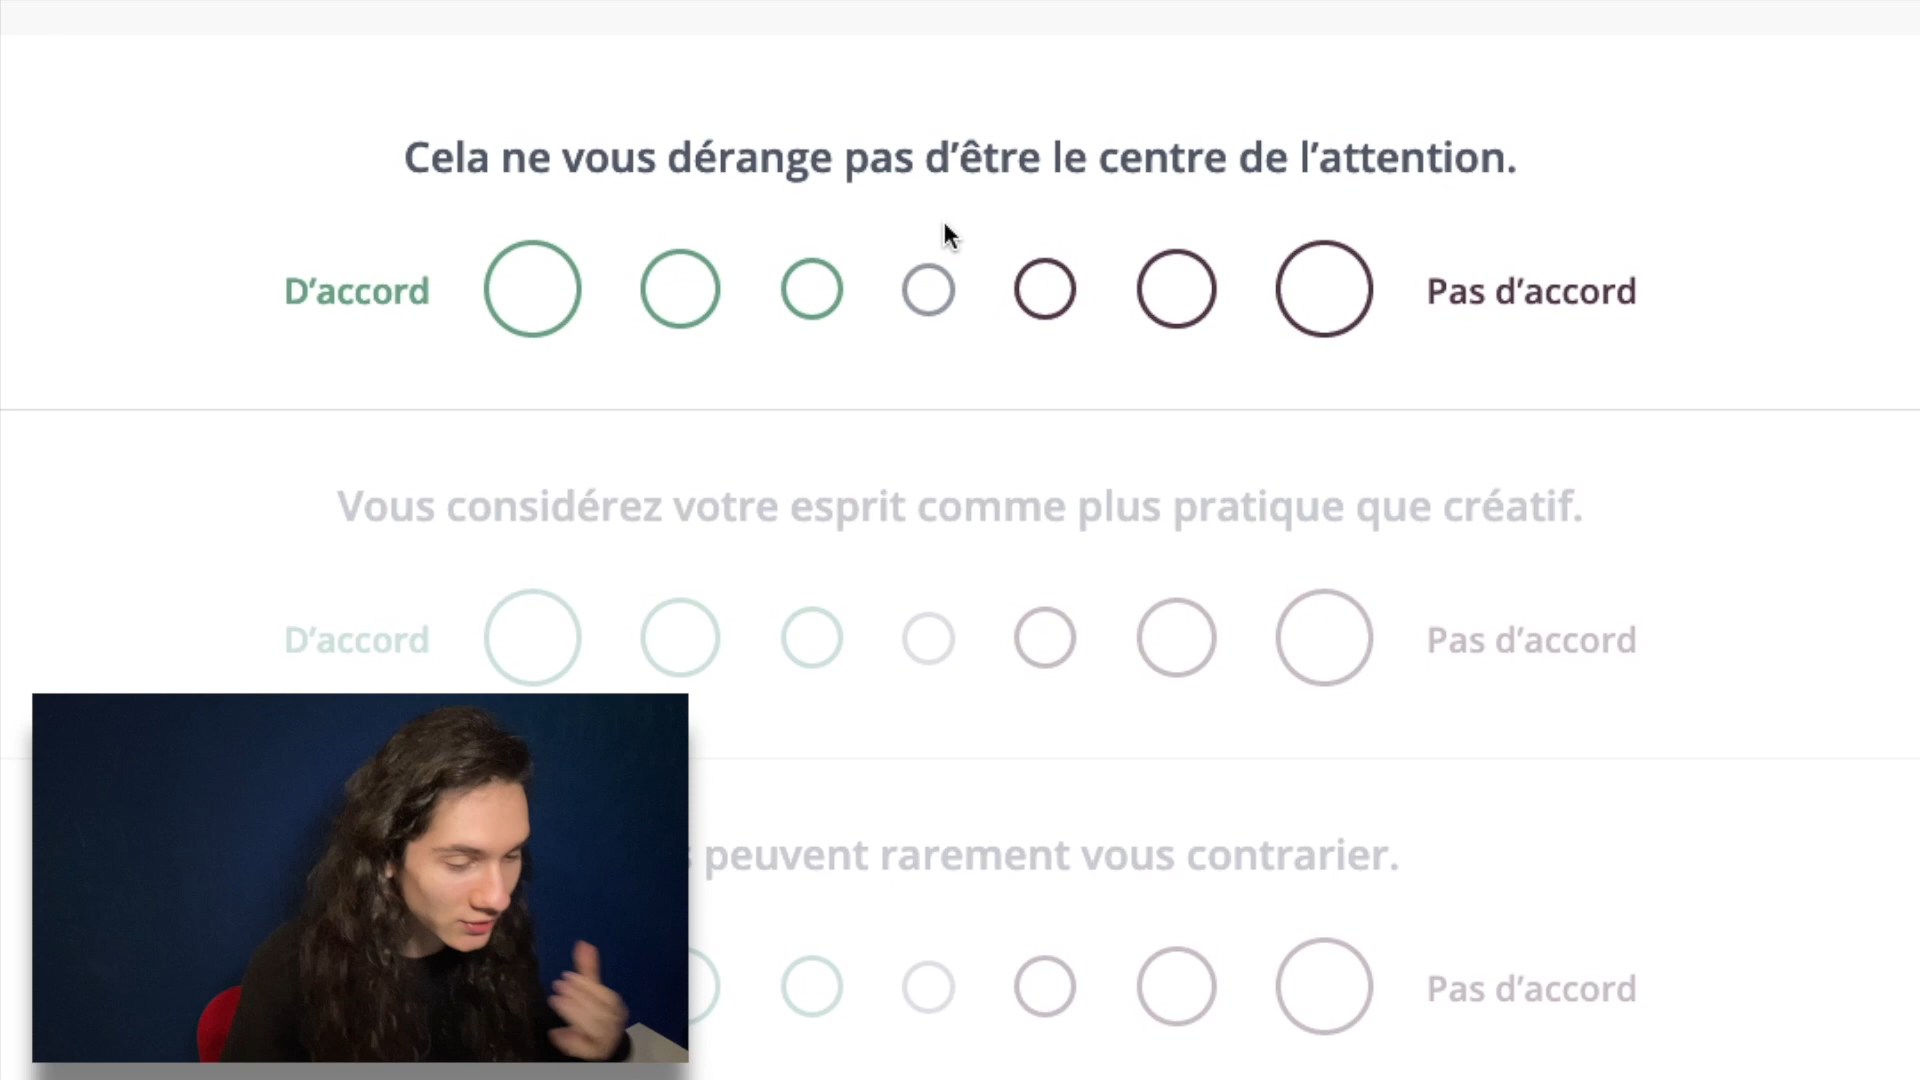 Cela ne vous dérange pas d’être le centre de l’attention.
D’accord Pas d’accord
Vous considérez votre esprit comme plus pratique que créatif.
D’accord Pas d’accord
peuvent rarement vous contrarier.
Pas d’accord